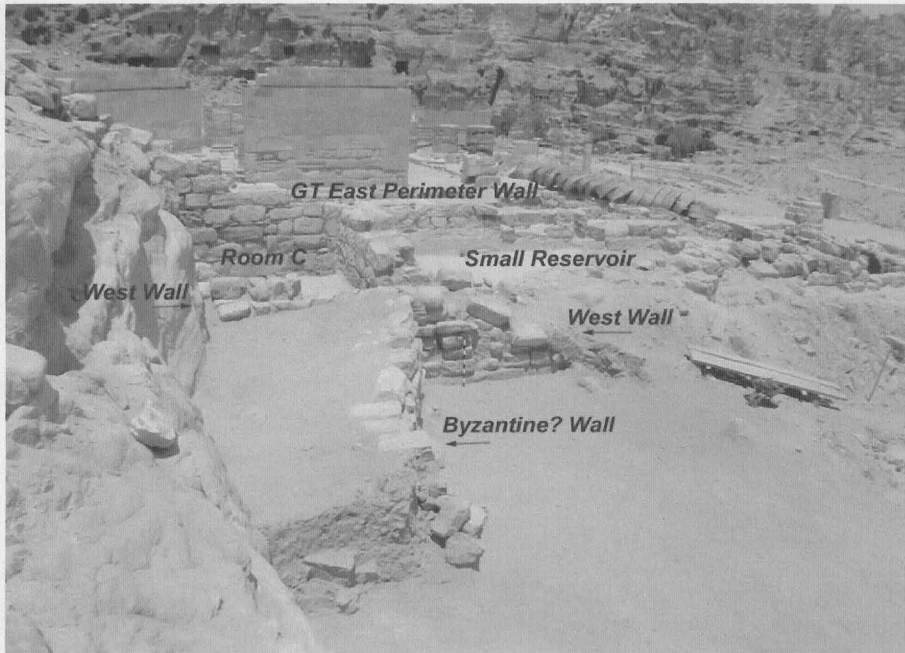 GT East Perimeter Wall
Room C
Small Reservoir
West Wall
West Wall
Byzantine? Wall